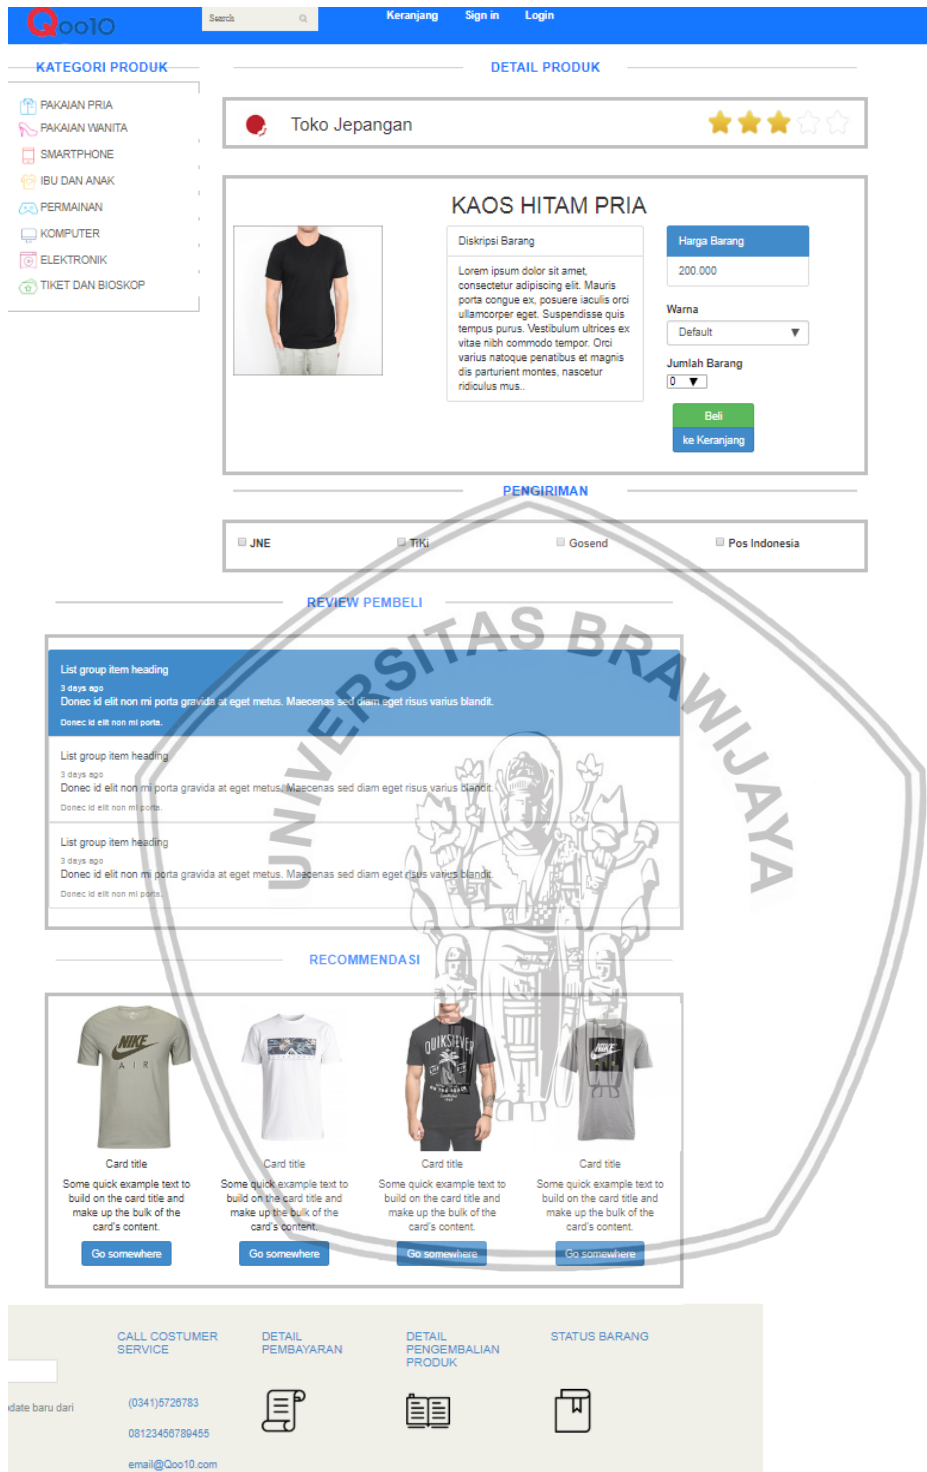 Qoo10
Search
Keranjang Sign in Login
KATEGORI PRODUK
PAKAIAN PRIA
PAKAIAN WANITA
SMARTPHONE
IBU DAN ANAK
PERMAINAN
KOMPUTER
ELEKTRONIK
TIKET DAN BIOSKOP
DETAIL PRODUK
Toko Jepangan
KAOS HITAM PRIA
Diskripsi Barang
Lorem ipsum dolor sit amet,
consectetur adipiscing elit. Mauris
porta congue ex, posuere iaculis orci
ullamcorper eget. Suspendisse quis
tempus purus. Vestibulum ultrices ex
vitae nibh commodo tempor. Orci
varius natoque penatibus et magnis
dis parturient montes, nascetur
ridiculus mus..
Harga Barang
200.000
Warna
Default
Jumlah Barang
0
Beli
ke Keranjang
PENGIRIMAN
JNE
TiKi
Gosend
Pos Indonesia
REVIEW PEMBELI
List group item heading
3 days ago
Donec id elit non mi porta gravida at eget metus. Maecenas sed diam eget risus varius blandit.
Donec id elit non mi porta.
List group item heading
3 days ago
Donec id elit non mi porta gravida at eget metus. Maecenas sed diam eget risus varius blandit.
Donec id elit non mi porta.
List group item heading
3 days ago
Donec id elit non mi porta gravida at eget metus. Maecenas sed diam eget risus varius blandit.
Donec id elit non mi porta.
UNIVERSITAS BRAWIJAYA
RECOMMENDASI
NIKE
AIR
QUIKSILVER
NIKE
Card title
Some quick example text to
build on the card title and
make up the bulk of the
card's content.
Go somewhere
Card title
Some quick example text to
build on the card title and
make up the bulk of the
card's content.
Go somewhere
Card title
Some quick example text to
build on the card title and
make up the bulk of the
card's content.
Go somewhere
Card title
Some quick example text to
build on the card title and
make up the bulk of the
card's content.
Go somewhere
date baru dari
CALL COSTUMER
SERVICE
(0341)5726783
08123456789455
email@Qoo10.com
DETAIL
PEMBAYARAN
DETAIL
PENGEMBALIAN
PRODUK
STATUS BARANG